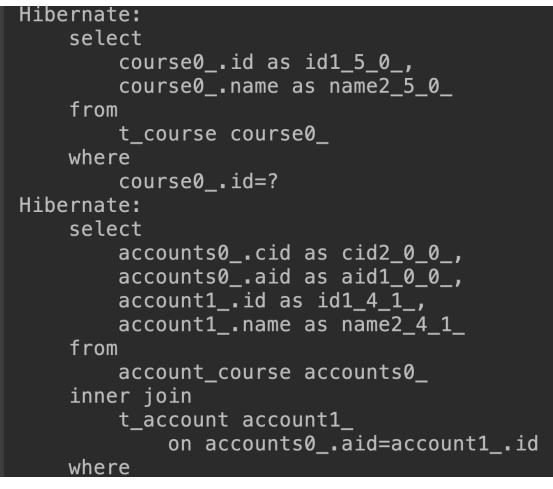 Hibernate:
select
course0_.id as id1_5_0_,
course0_.name as name2_5_0_
from
t_course course0_
where
course0_.id=?
Hibernate:
select
accounts0_.cid as cid2_0_0_,
accounts0_.aid as aid1_0_0_,
account1_.id as id1_4_1_,
account1_.name as name2_4_1_
from
account_course accounts0_
inner join
t_account account1_
on accounts0_.aid=account1_.id
where